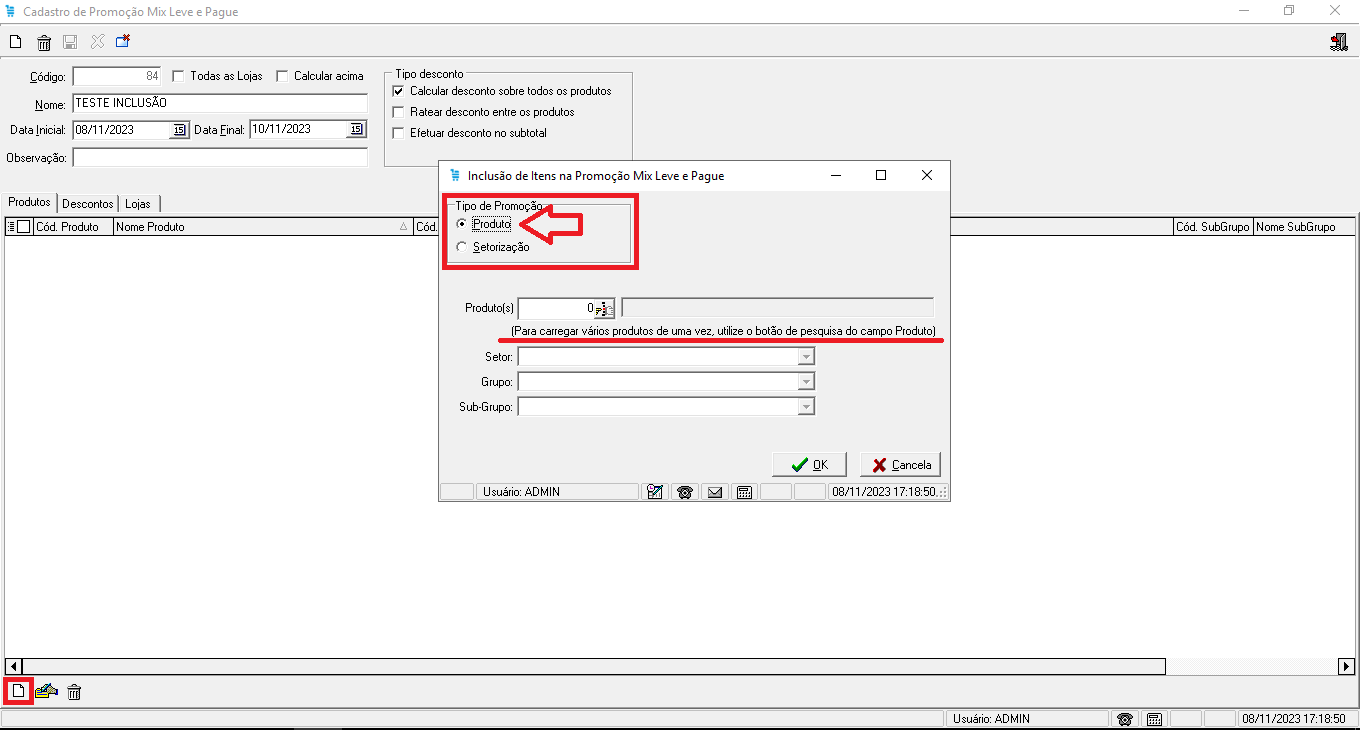 Cadastro de Promoção Mix Leve e Pague
Código: 84 Todas as Lojas Calcular acima
Nome: TESTE INCLUSÃO
Data Inicial: 08/11/2023 15 Data Final: 10/11/2023 15
Observação:
Tipo desconto
Calcular desconto sobre todos os produtos
Ratear desconto entre os produtos
Efetuar desconto no subtotal
Produtos Descontos Lojas
Cód. Produto Nome Produto Cód. Cód. SubGrupo Nome SubGrupo
Inclusão de Itens na Promoção Mix Leve e Pague
Tipo de Promoção
Produto
Setorização
Produto(s) 0
(Para carregar vários produtos de uma vez, utilize o botão de pesquisa do campo Produto)
Setor:
Grupo:
Sub-Grupo:
OK Cancela
Usuário: ADMIN 08/11/2023 17:18:50
Usuário: ADMIN 08/11/2023 17:18:50